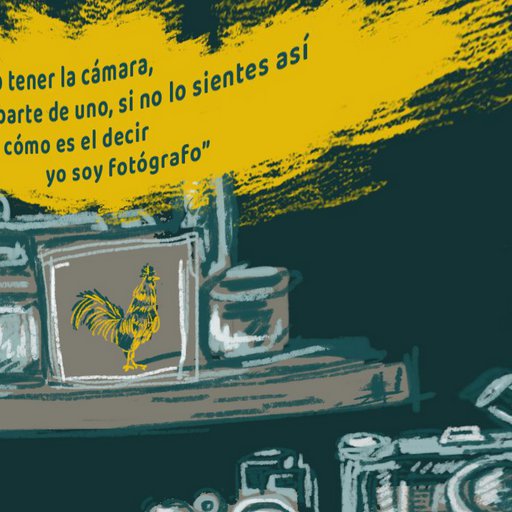 tener la cámara,
parte de uno, si no lo sientes así
cómo es el decir
yo soy fotógrafo”